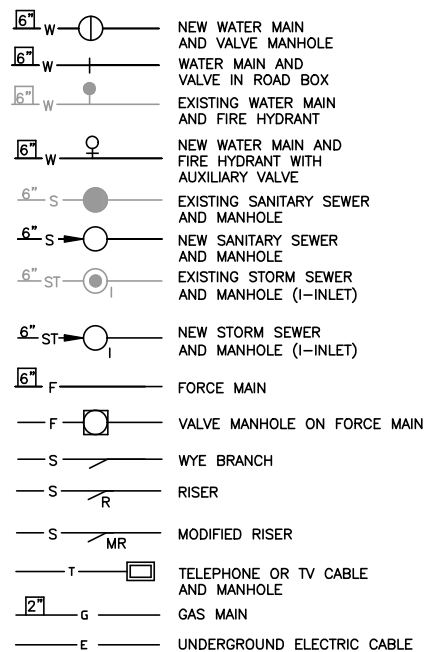 6" W NEW WATER MAIN
AND VALVE MANHOLE
6" W WATER MAIN AND
VALVE IN ROAD BOX
6" W EXISTING WATER MAIN
AND FIRE HYDRANT
6" W NEW WATER MAIN AND
FIRE HYDRANT WITH
AUXILIARY VALVE
6" S EXISTING SANITARY SEWER
AND MANHOLE
6" S NEW SANITARY SEWER
AND MANHOLE
6" ST I EXISTING STORM SEWER
AND MANHOLE (I-INLET)
6" ST I NEW STORM SEWER
AND MANHOLE (I-INLET)
6" F FORCE MAIN
F VALVE MANHOLE ON FORCE MAIN
S WYE BRANCH
S R RISER
S MR MODIFIED RISER
T TELEPHONE OR TV CABLE
AND MANHOLE
2" G GAS MAIN
E UNDERGROUND ELECTRIC CABLE